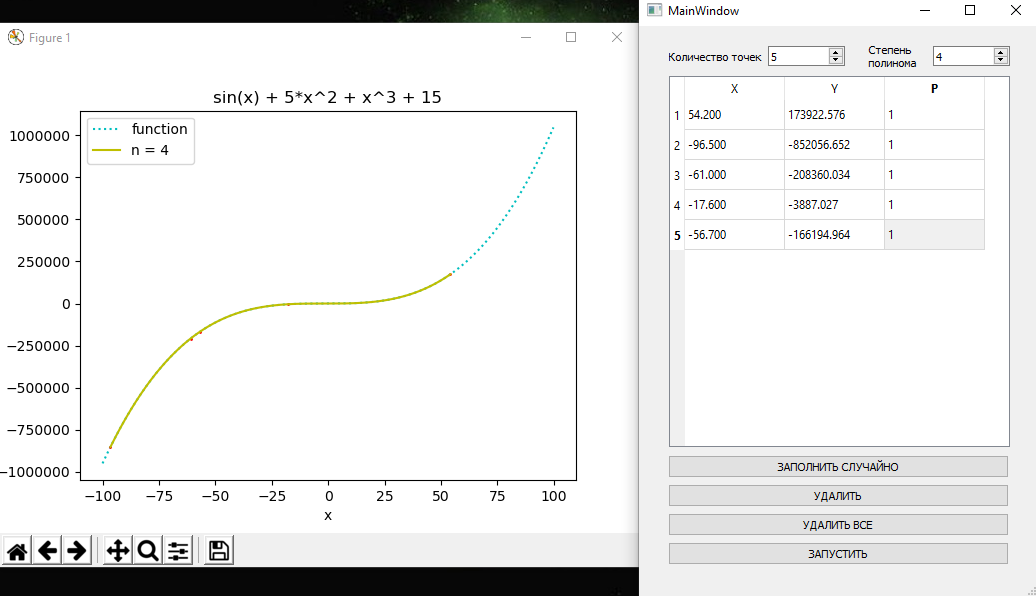 Figure 1
sin(x) + 5*x^2 + x^3 + 15
function
n = 4
1000000
750000
500000
250000
0
−250000
−500000
−750000
−1000000
−100 −75 −50 −25 0 25 50 75 100
x
MainWindow
Количество точек 5 Степень полинома 4
X Y P
1 54.200 173922.576 1
2 -96.500 -852056.652 1
3 -61.000 -208360.034 1
4 -17.600 -3887.027 1
5 -56.700 -166194.964 1
ЗАПОЛНИТЬ СЛУЧАЙНО
УДАЛИТЬ
УДАЛИТЬ ВСЕ
ЗАПУСТИТЬ